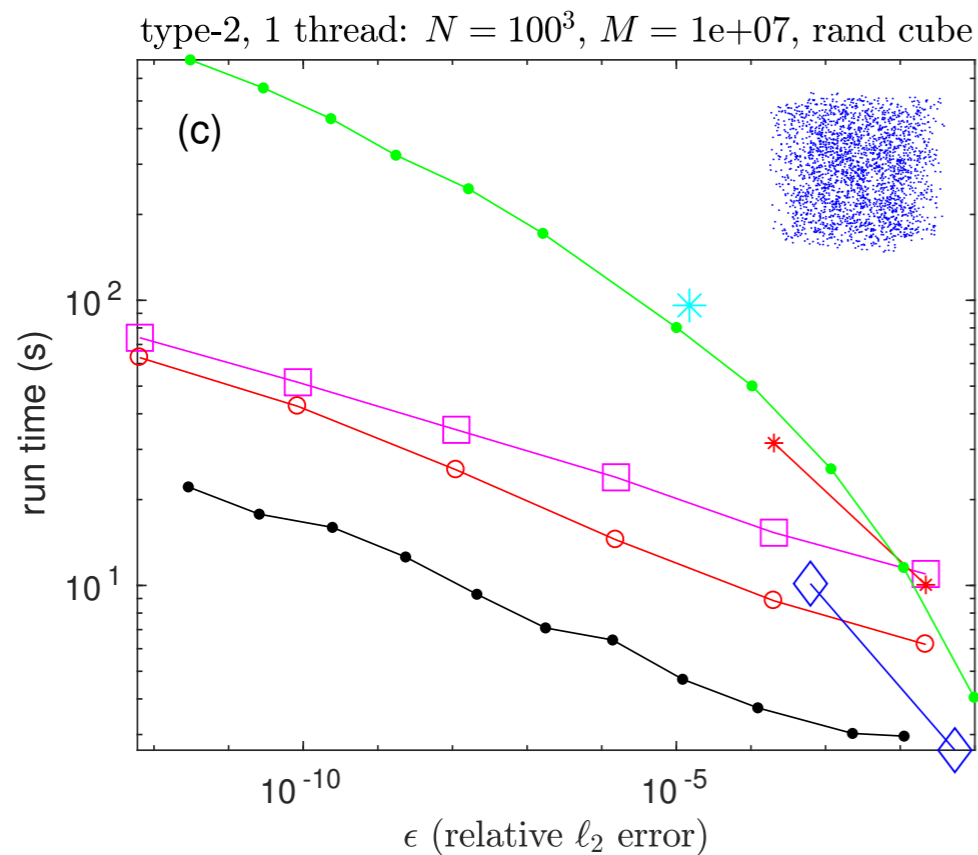 type-2, 1 thread: N = 100³, M = 1e+07, rand cube
(c)
10²
10¹
run time (s)
10⁻¹⁰ 10⁻⁵
ϵ (relative ℓ₂ error)